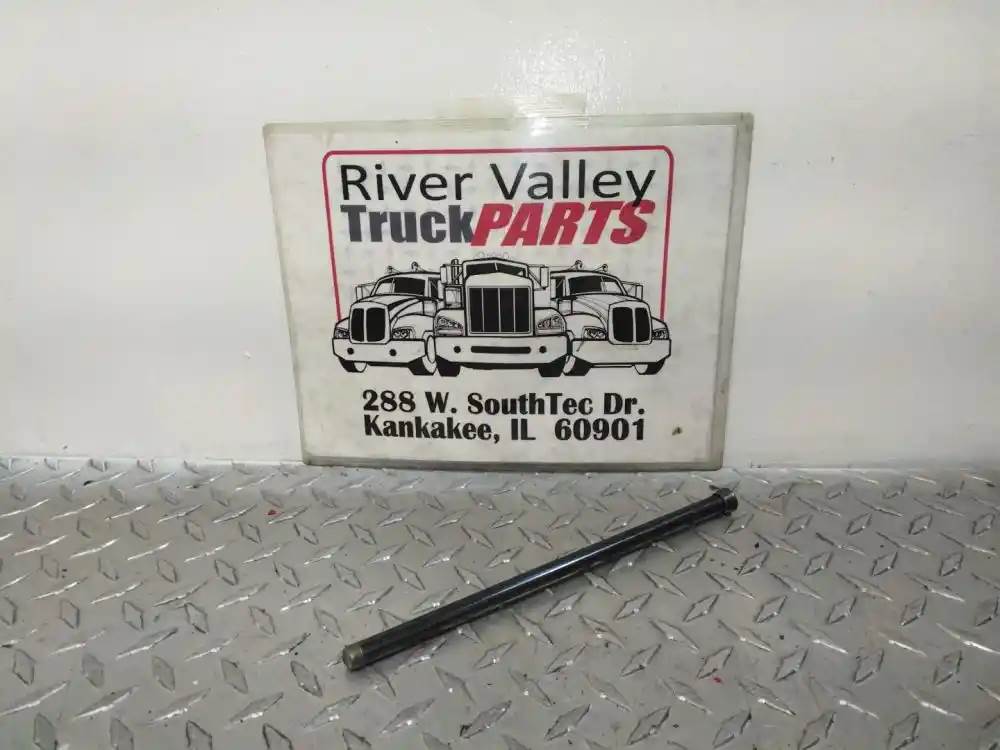 River Valley
TruckPARTS
288 W. SouthTec Dr.
Kankakee, IL 60901